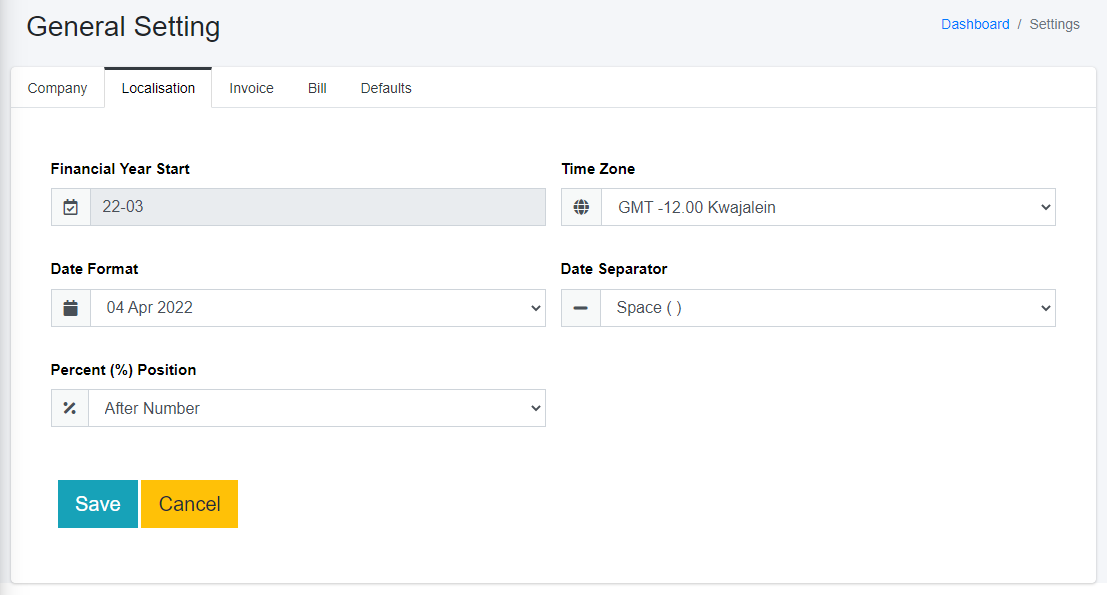 General Setting
Dashboard / Settings
Company Localisation Invoice Bill Defaults
Financial Year Start
Time Zone
22-03
GMT -12.00 Kwajalein
Date Format
Date Separator
04 Apr 2022
Space ( )
Percent (%) Position
After Number
Save Cancel